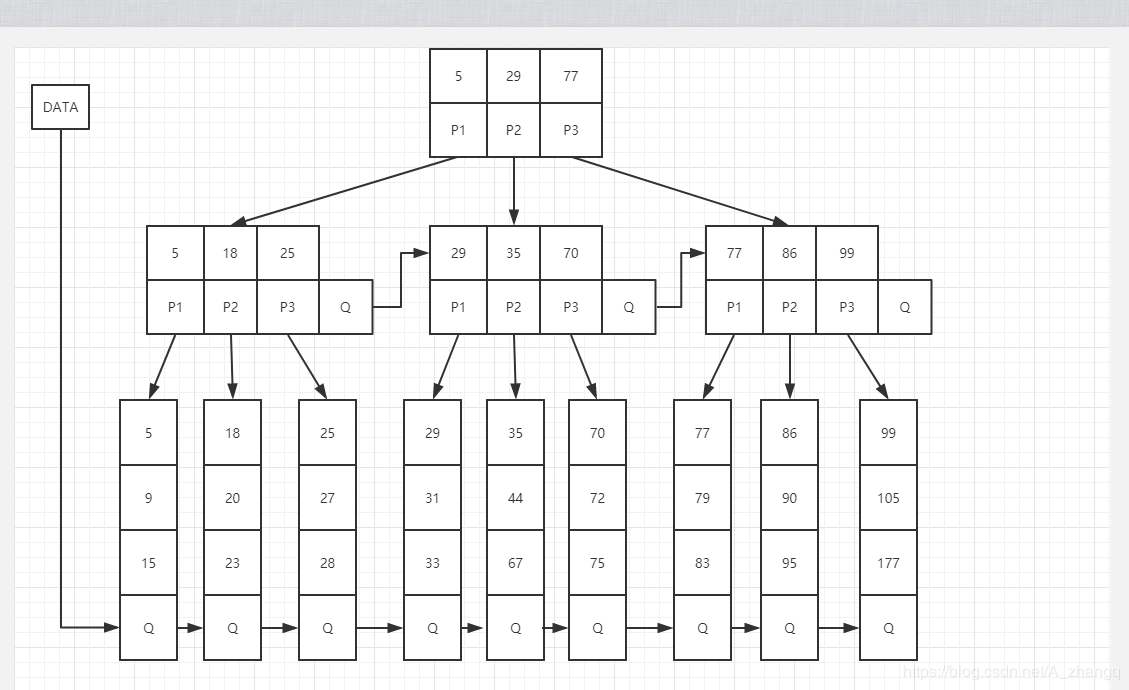 5 29 77
DATA
P1 P2 P3
5 18 25
29 35 70
77 86 99
P1 P2 P3 Q
P1 P2 P3 Q
P1 P2 P3 Q
5 18 25 29 35 70 77 86 99
9 20 27 31 44 72 79 90 105
15 23 28 33 67 75 83 95 177
Q Q Q Q Q Q Q Q Q
https://blog.csdn.net/A_zhangq